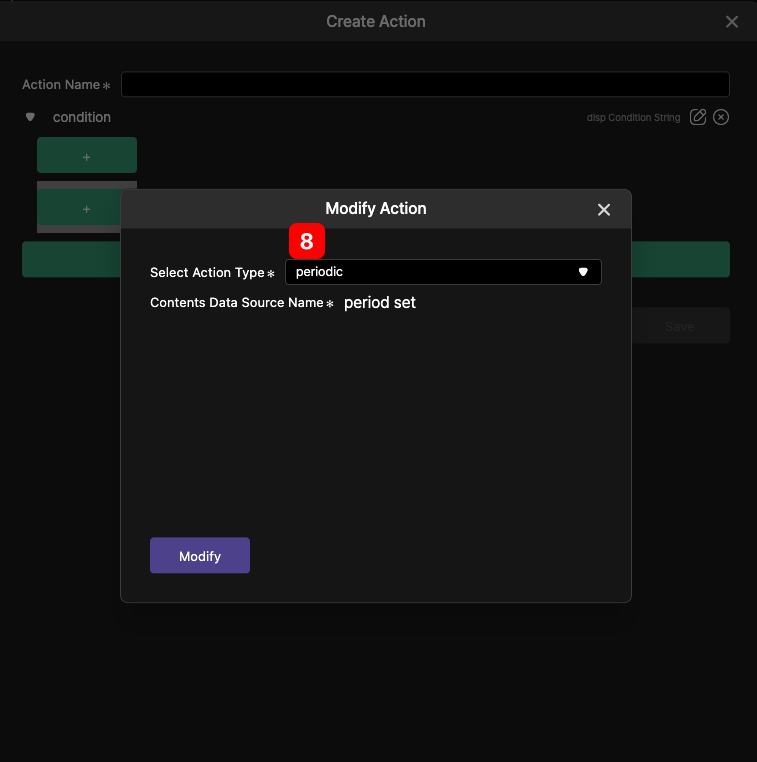 Create Action
Action Name *
condition
disp Condition String
+
+
Modify Action
8
Select Action Type *
periodic
Contents Data Source Name * period set
Save
Modify